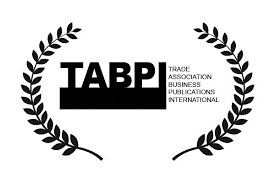 TABPI
TRADE
ASSOCIATION
BUSINESS
PUBLICATIONS
INTERNATIONAL